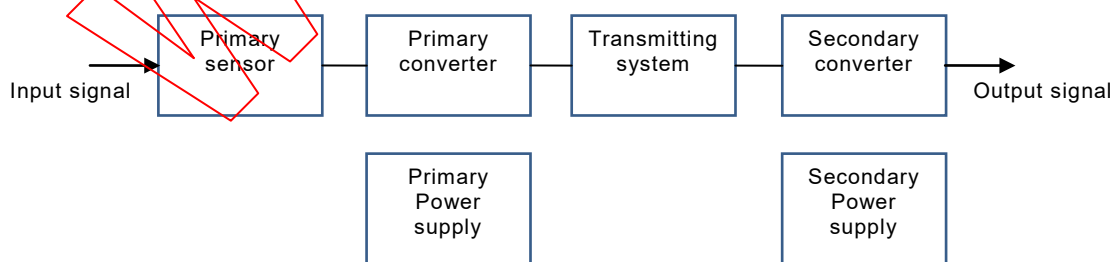 Primary
sensor
Primary
converter
Transmitting
system
Secondary
converter
Input signal
Output signal
Primary
Power
supply
Secondary
Power
supply